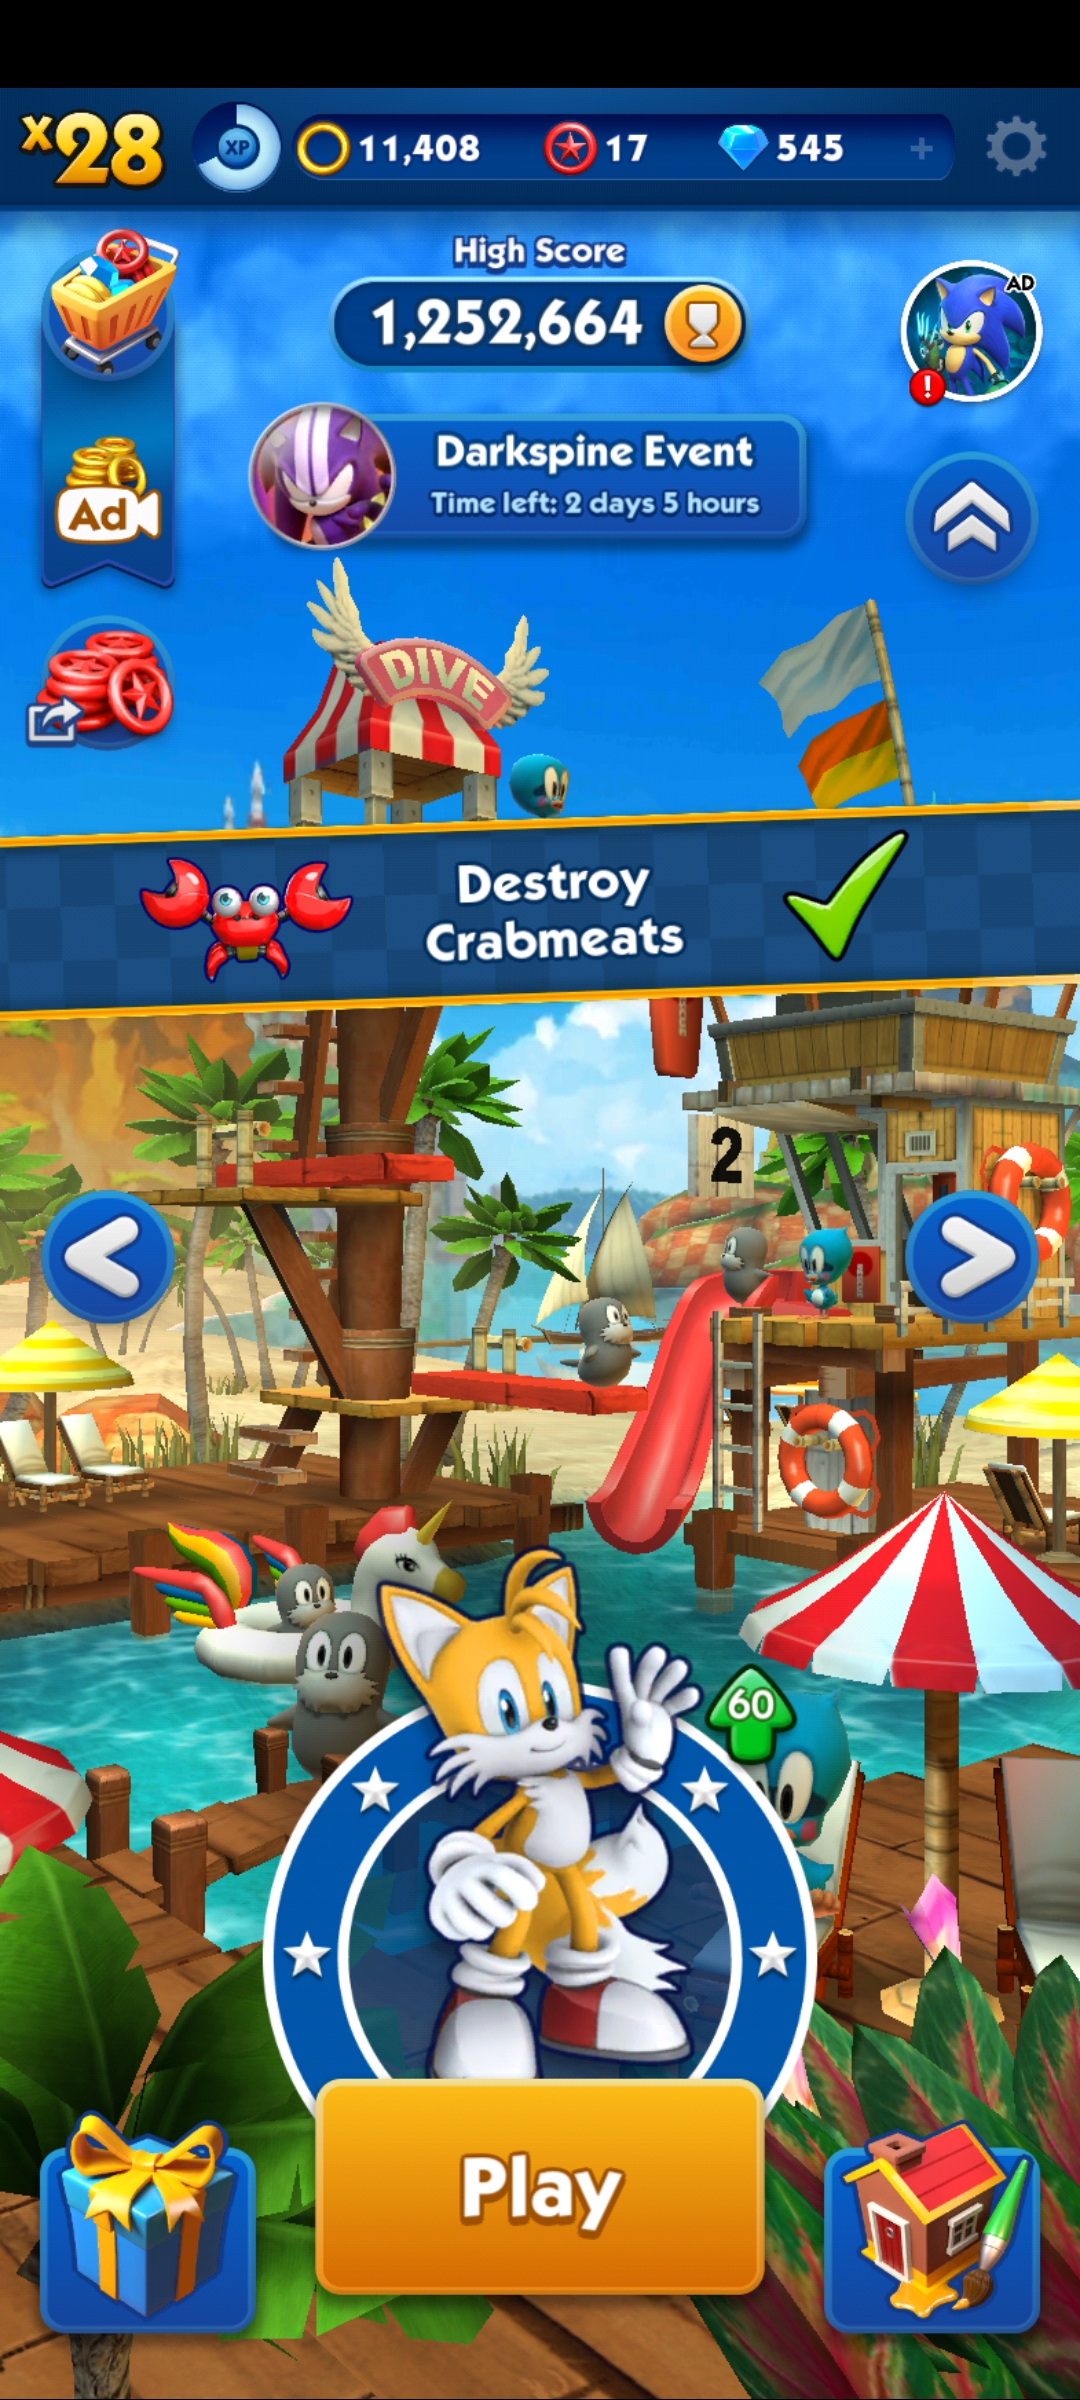 x28
XP
11,408
17
545
+
High Score
1,252,664
AD
!
Darkspine Event
Time left: 2 days 5 hours
Ad
DIVE
Destroy
Crabmeats
2
60
Play